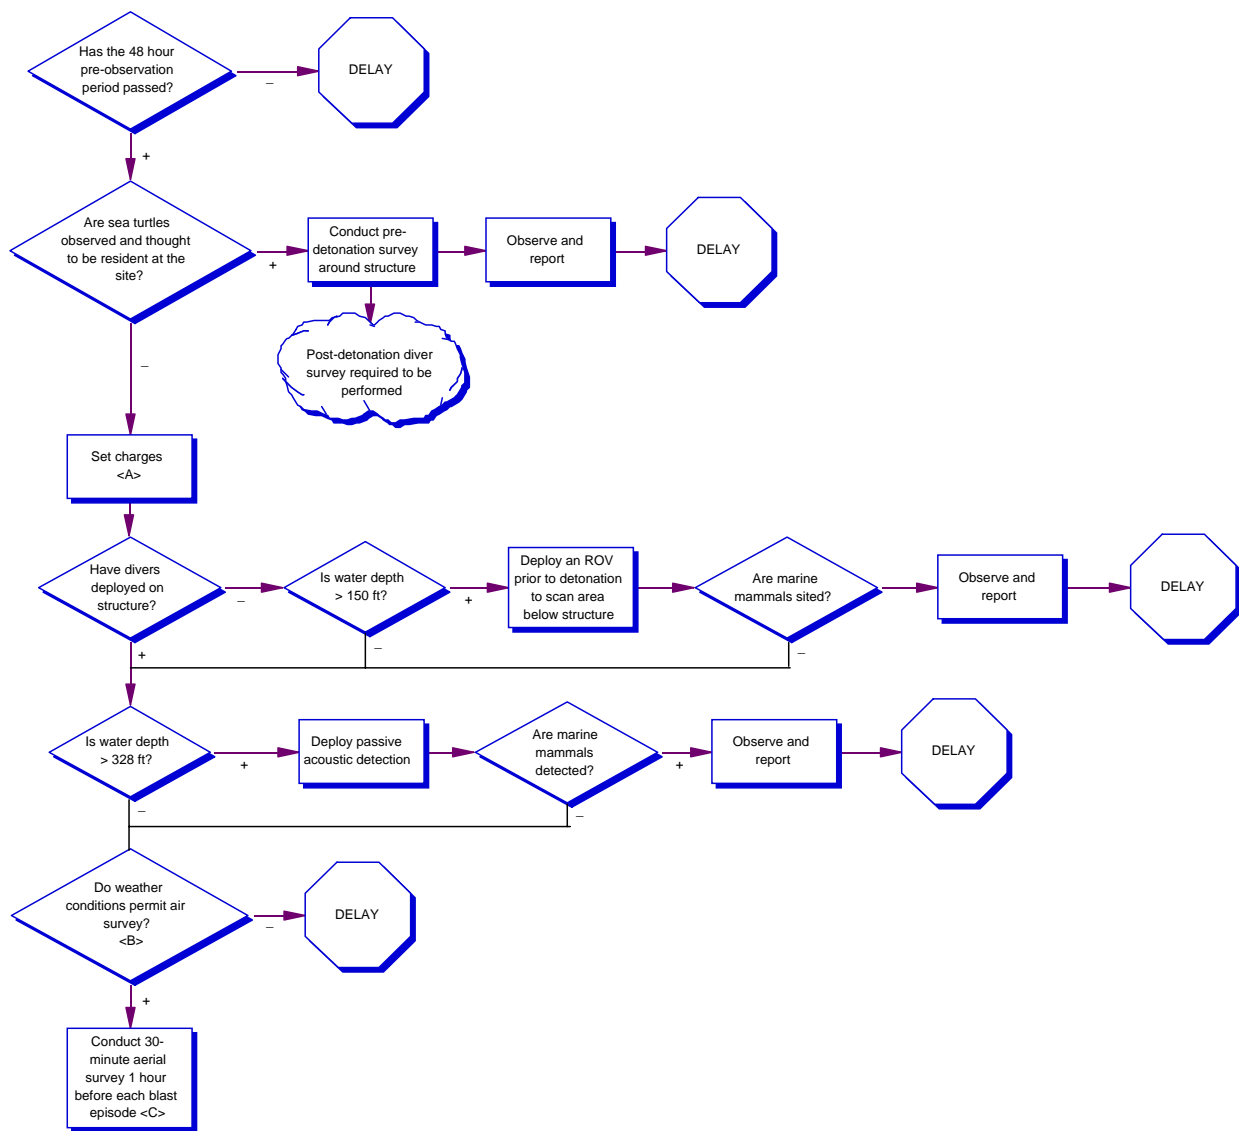 Has the 48 hour
pre-observation
period passed?
DELAY
–
+
Are sea turtles
observed and thought
to be resident at the
site?
+
Conduct pre-
detonation survey
around structure
Observe and
report
DELAY
Post-detonation diver
survey required to be
performed
–
Set charges
<A>
Have divers
deployed on
structure?
–
Is water depth
> 150 ft?
+
Deploy an ROV
prior to detonation
to scan area
below structure
Are marine
mammals sited?
Observe and
report
DELAY
+
–
–
Is water depth
> 328 ft?
+
Deploy passive
acoustic detection
Are marine
mammals
detected?
+
Observe and
report
DELAY
–
–
Do weather
conditions permit air
survey?
<B>
–
DELAY
+
Conduct 30-
minute aerial
survey 1 hour
before each blast
episode <C>